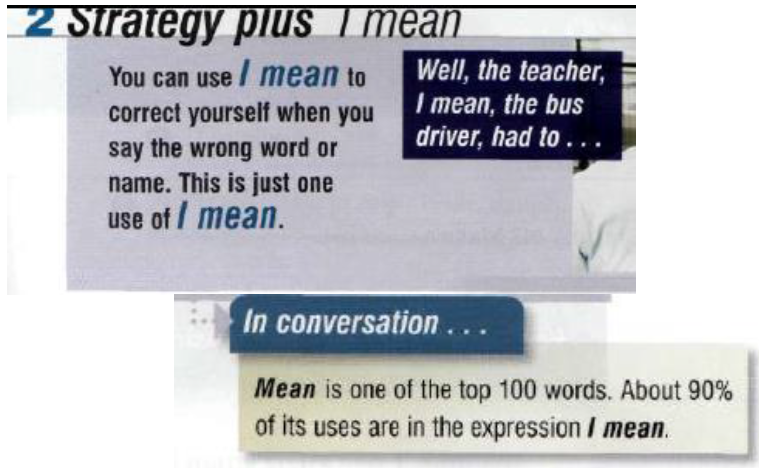 2 Strategy plus I mean
You can use I mean to
correct yourself when you
say the wrong word or
name. This is just one
use of I mean.
Well, the teacher,
I mean, the bus
driver, had to . . .
In conversation . . .
Mean is one of the top 100 words. About 90%
of its uses are in the expression I mean.